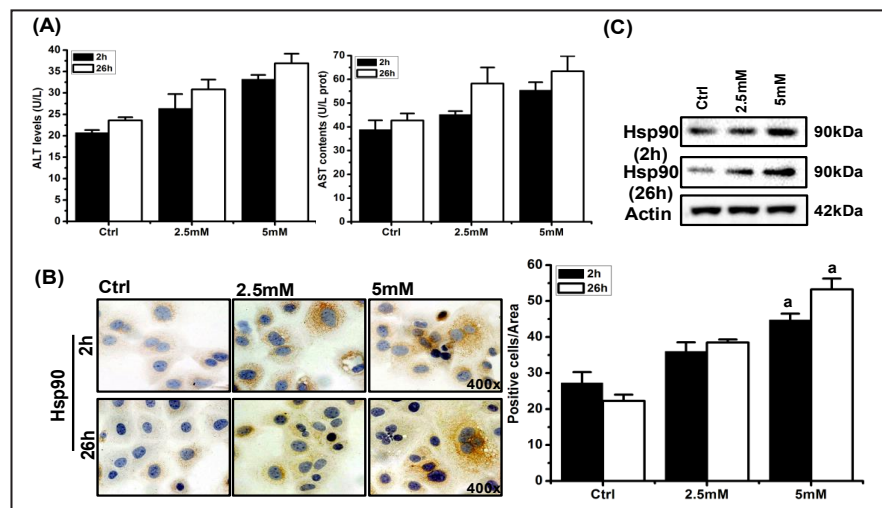 (A)
ALT levels (U/L)
40
35
30
25
20
15
10
5
0
2h
26h
Ctrl
2.5mM
5mM
AST contents (U/L prot)
70
60
50
40
30
20
10
0
2h
26h
Ctrl
2.5mM
5mM
(C)
Ctrl
2.5mM
5mM
Hsp90
(2h)
90kDa
Hsp90
(26h)
90kDa
Actin
42kDa
(B)
Ctrl
2.5mM
5mM
Hsp90
2h
26h
400x
400x
Positive cells/Area
60
50
40
30
20
10
0
2h
26h
a
a
Ctrl
2.5mM
5mM